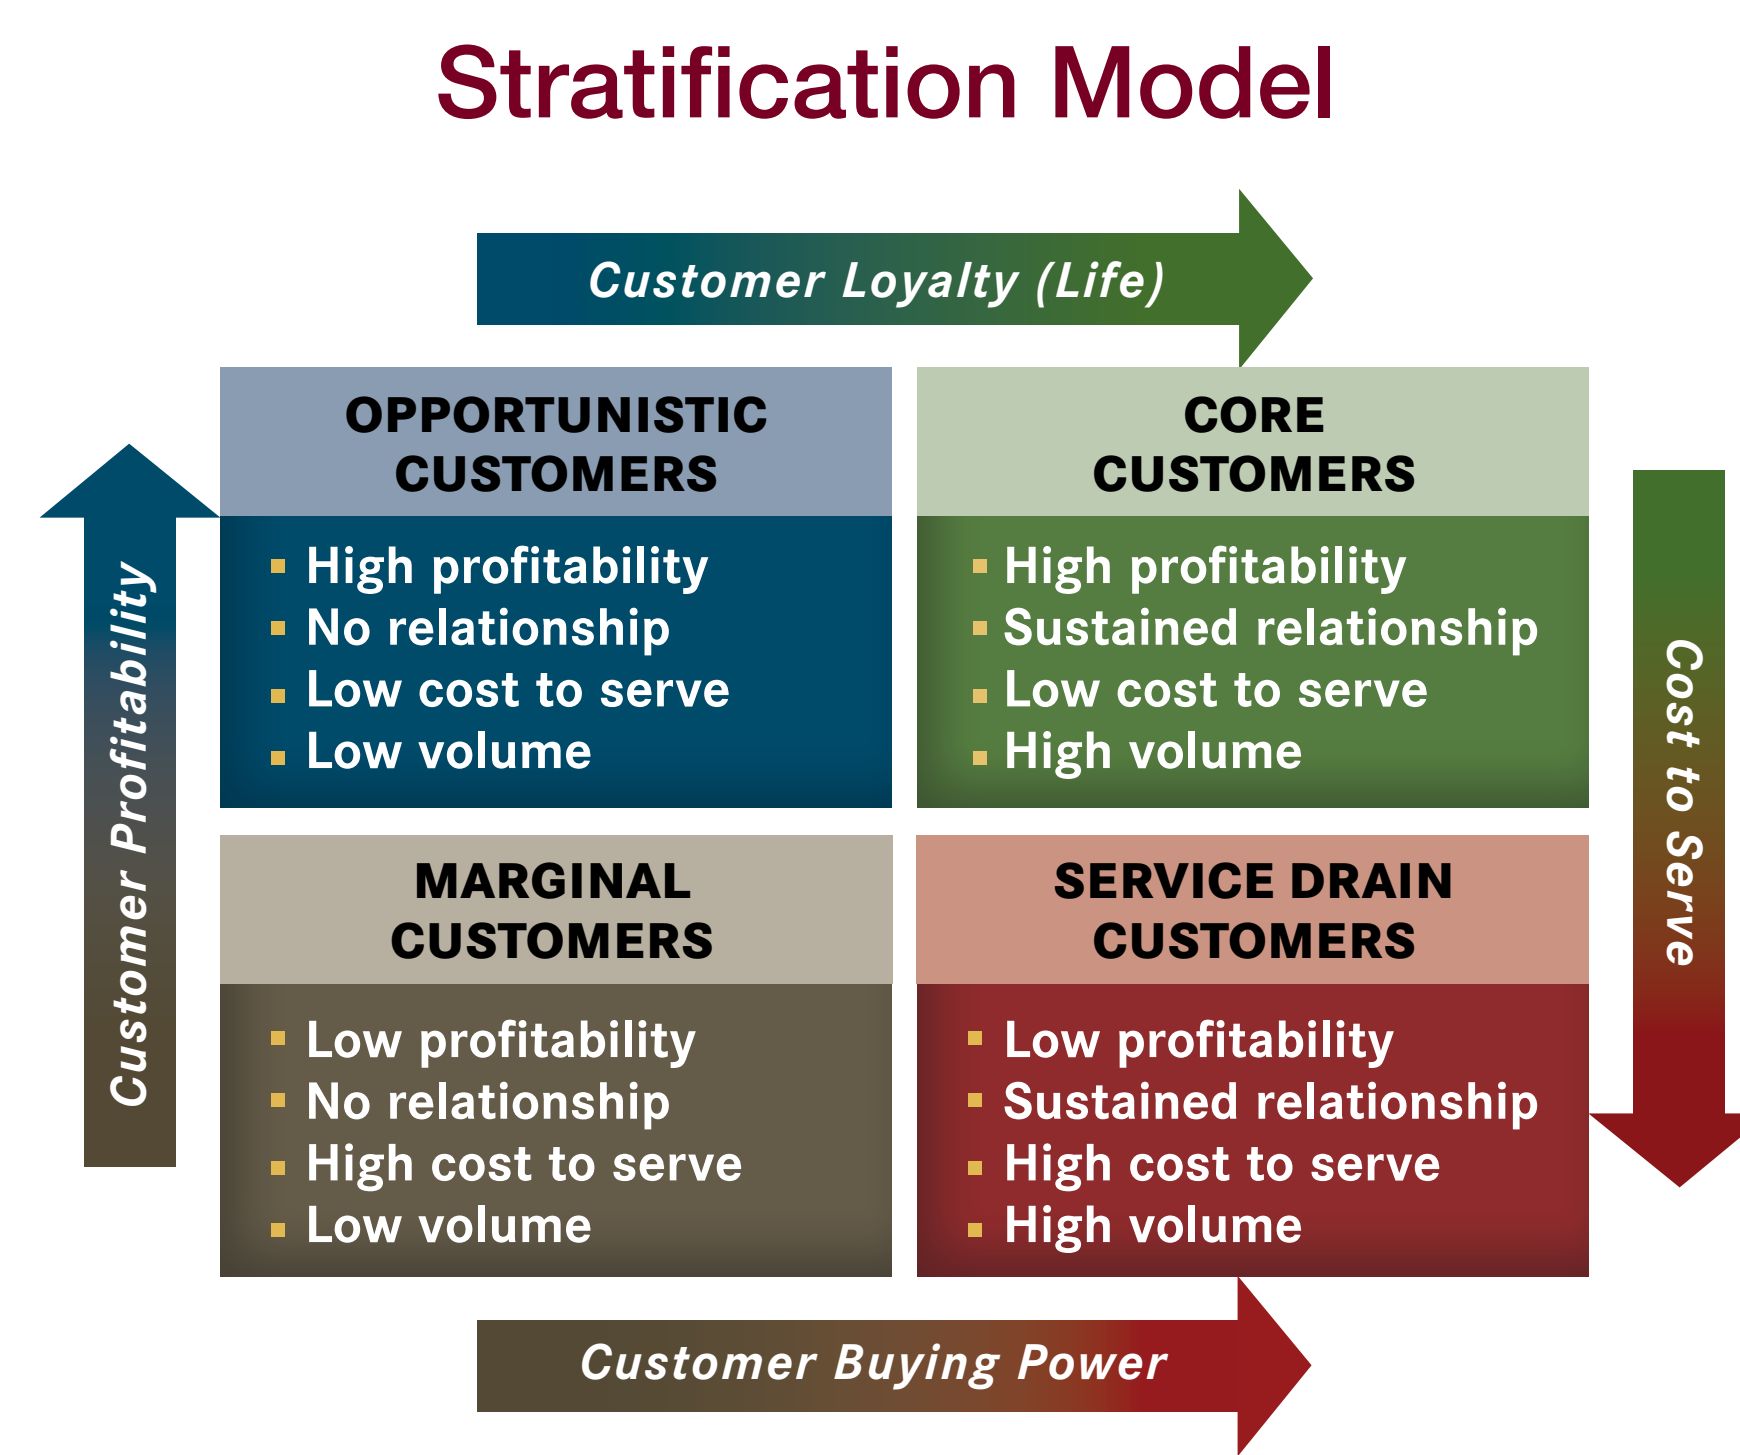 Stratification Model
Customer Loyalty (Life)
Customer Profitability
OPPORTUNISTIC
CUSTOMERS
High profitability
No relationship
Low cost to serve
Low volume
CORE
CUSTOMERS
High profitability
Sustained relationship
Low cost to serve
High volume
Cost to Serve
MARGINAL
CUSTOMERS
Low profitability
No relationship
High cost to serve
Low volume
SERVICE DRAIN
CUSTOMERS
Low profitability
Sustained relationship
High cost to serve
High volume
Customer Buying Power